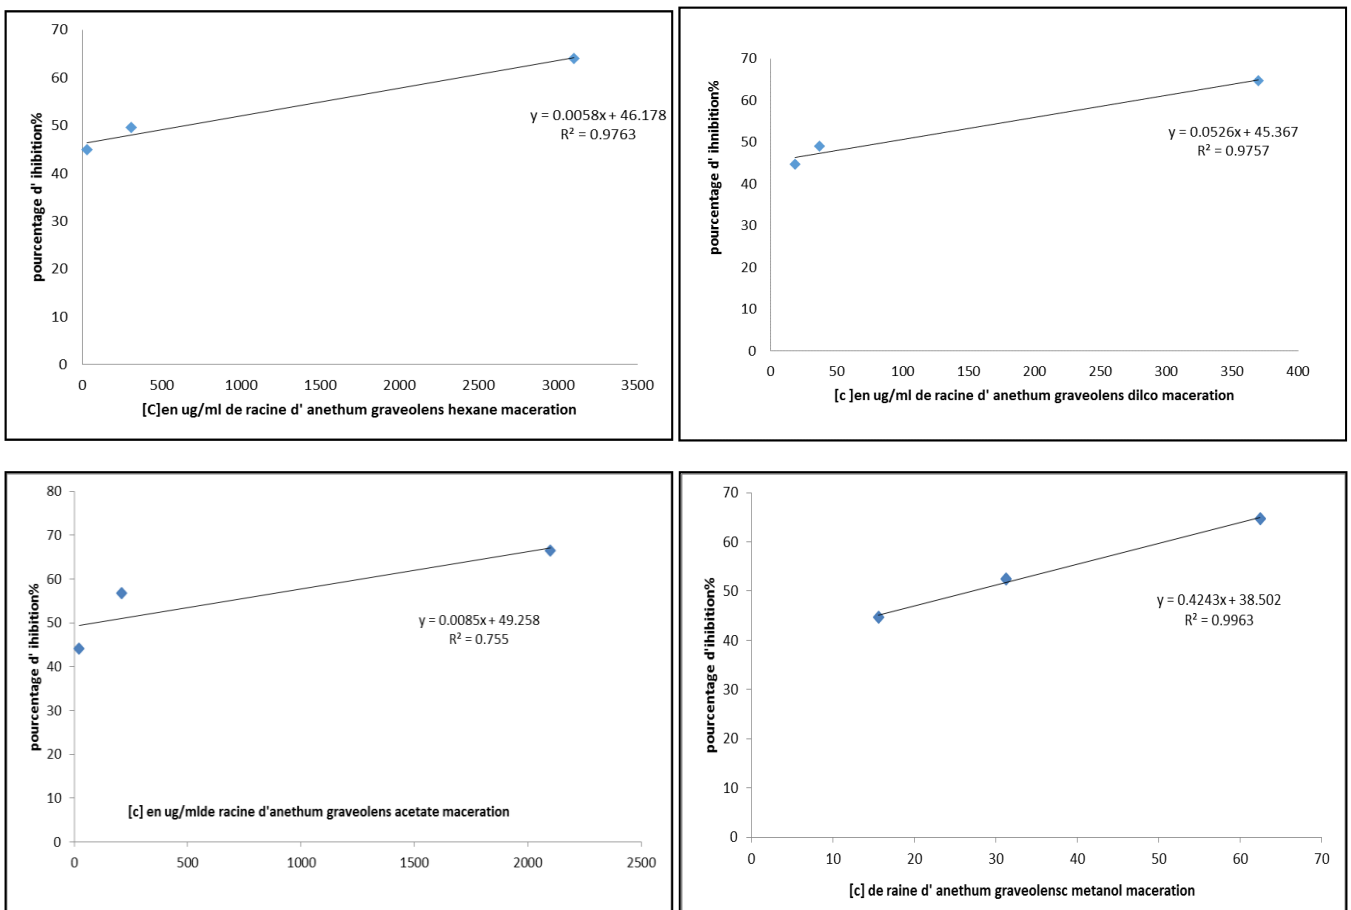 70
60
50
40
30
20
10
0
pourcentage d' ihibition%
y = 0.0058x + 46.178
R² = 0.9763
0 500 1000 1500 2000 2500 3000 3500
[C]en ug/ml de racine d' anethum graveolens hexane maceration
70
60
50
40
30
20
10
0
pourcentage d' ihnibition%
y = 0.0526x + 45.367
R² = 0.9757
0 50 100 150 200 250 300 350 400
[c ]en ug/ml de racine d' anethum graveolens dilco maceration
80
70
60
50
40
30
20
10
0
pourcentage d' ihibition%
y = 0.0085x + 49.258
R² = 0.755
[c] en ug/mlde racine d'anethum graveolens acetate maceration
0 500 1000 1500 2000 2500
70
60
50
40
30
20
10
0
pourcentage d'ihibition%
y = 0.4243x + 38.502
R² = 0.9963
0 10 20 30 40 50 60 70
[c] de raine d' anethum graveolensc metanol maceration